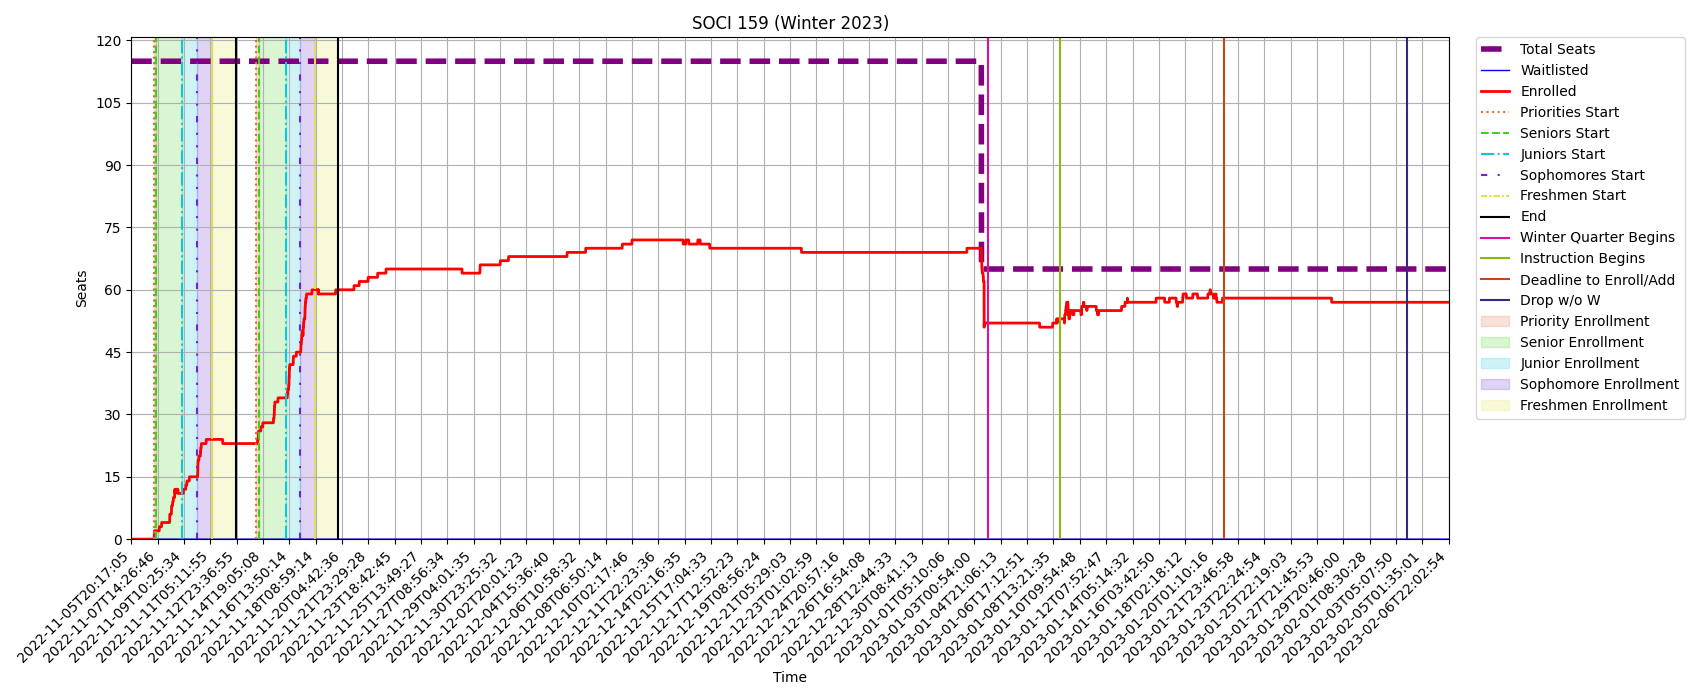 SOCI 159 (Winter 2023)
120
105
90
75
60
45
30
15
0
Seats
2022-11-05T20:17:05
2022-11-07T14:26:46
2022-11-09T10:25:34
2022-11-11T05:11:55
2022-11-12T23:36:55
2022-11-14T19:05:08
2022-11-16T13:50:14
2022-11-18T08:59:14
2022-11-20T04:42:36
2022-11-21T23:29:28
2022-11-23T18:42:45
2022-11-25T13:49:27
2022-11-27T08:56:34
2022-11-29T04:01:35
2022-11-30T23:25:32
2022-12-02T20:01:23
2022-12-04T15:36:40
2022-12-06T10:58:32
2022-12-08T06:50:14
2022-12-10T02:17:46
2022-12-11T22:23:36
2022-12-14T02:16:35
2022-12-15T17:04:33
2022-12-17T12:52:23
2022-12-19T08:56:24
2022-12-21T05:29:03
2022-12-23T01:02:59
2022-12-24T20:57:16
2022-12-26T16:54:08
2022-12-28T12:44:33
2022-12-30T08:41:13
2023-01-01T05:10:06
2023-01-03T00:54:00
2023-01-04T21:06:13
2023-01-06T17:12:51
2023-01-08T13:21:35
2023-01-10T09:54:48
2023-01-12T07:52:47
2023-01-14T05:14:32
2023-01-16T03:42:50
2023-01-18T02:18:12
2023-01-20T01:10:16
2023-01-21T23:46:58
2023-01-23T22:24:54
2023-01-25T22:19:03
2023-01-27T21:45:53
2023-01-29T20:46:00
2023-02-01T08:30:28
2023-02-03T05:07:50
2023-02-05T01:35:01
2023-02-06T22:02:54
Time
Total Seats
Waitlisted
Enrolled
Priorities Start
Seniors Start
Juniors Start
Sophomores Start
Freshmen Start
End
Winter Quarter Begins
Instruction Begins
Deadline to Enroll/Add
Drop w/o W
Priority Enrollment
Senior Enrollment
Junior Enrollment
Sophomore Enrollment
Freshmen Enrollment